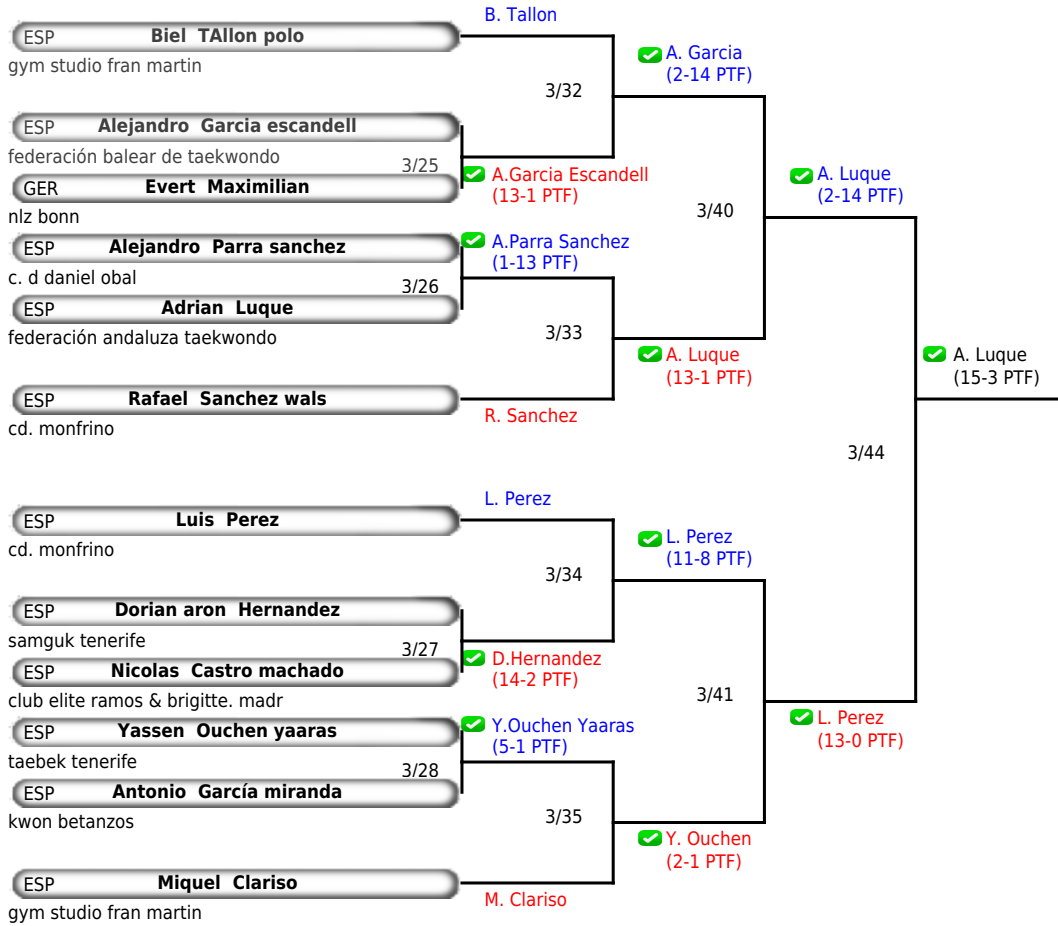 B. Tallon
ESP Biel TAllon polo
gym studio fran martin
A. Garcia
(2-14 PTF)
3/32
ESP Alejandro Garcia escandell
federación balear de taekwondo
3/25
A.Garcia Escandell
(13-1 PTF)
GER Evert Maximilian
nlz bonn
A. Luque
(2-14 PTF)
3/40
ESP Alejandro Parra sanchez
c. d daniel obal
A.Parra Sanchez
(1-13 PTF)
3/26
ESP Adrian Luque
federación andaluza taekwondo
3/33
A. Luque
(13-1 PTF)
A. Luque
(15-3 PTF)
ESP Rafael Sanchez wals
cd. monfrino
R. Sanchez
3/44
L. Perez
ESP Luis Perez
cd. monfrino
L. Perez
(11-8 PTF)
3/34
ESP Dorian aron Hernandez
samguk tenerife
3/27
D.Hernandez
(14-2 PTF)
ESP Nicolas Castro machado
club elite ramos & brigitte. madr
3/41
L. Perez
(13-0 PTF)
ESP Yassen Ouchen yaaras
taebek tenerife
Y.Ouchen Yaaras
(5-1 PTF)
3/28
ESP Antonio García miranda
kwon betanzos
3/35
Y. Ouchen
(2-1 PTF)
ESP Miquel Clariso
gym studio fran martin
M. Clariso